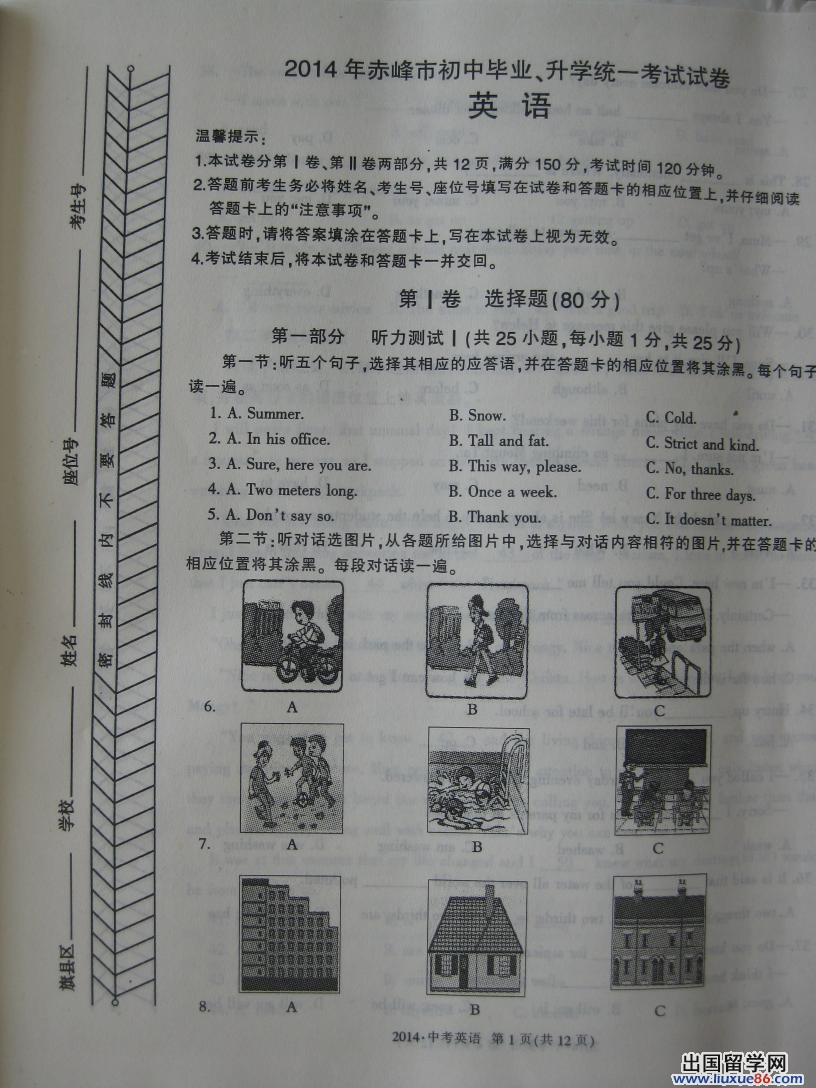 2014年赤峰市初中毕业、升学统一考试试卷
英 语
温馨提示：
1.本试卷分第Ⅰ卷、第Ⅱ卷两部分，共12页，满分150分，考试时间120分钟。
2.答题前考生务必将姓名、考生号、座位号填写在试卷和答题卡的相应位置上，并仔细阅读
答题卡上的“注意事项”。
3.答题时，请将答案填涂在答题卡上，写在本试卷上视为无效。
4.考试结束后，将本试卷和答题卡一并交回。
第Ⅰ卷 选择题(80分)
第一部分 听力测试Ⅰ(共25小题，每小题1分，共25分)
第一节：听五个句子，选择其相应的应答语，并在答题卡的相应位置将其涂黑。每个句子
读一遍。
1. A. Summer. B. Snow. C. Cold.
2. A. In his office. B. Tall and fat. C. Strict and kind.
3. A. Sure, here you are. B. This way, please. C. No, thanks.
4. A. Two meters long. B. Once a week. C. For three days.
5. A. Don't say so. B. Thank you. C. It doesn't matter.
第二节：听对话选图片，从各题所给图片中，选择与对话内容相符的图片，并在答题卡的
相应位置将其涂黑。每段对话读一遍。
6. A B C
7. A B C
8. A B C
2014·中考英语 第1页(共12页)
旗县区 学校 姓名 座位号 考生号
密封线内不要答题
出国留学网
www.liuxue86.com